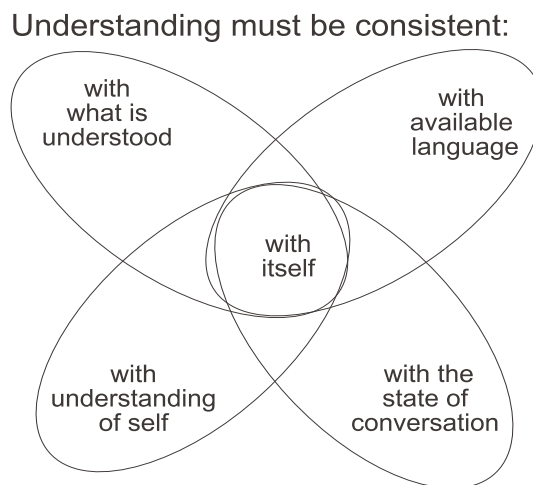 Understanding must be consistent:
with
what is
understood
with
available
language
with
itself
with
understanding
of self
with the
state of
conversation